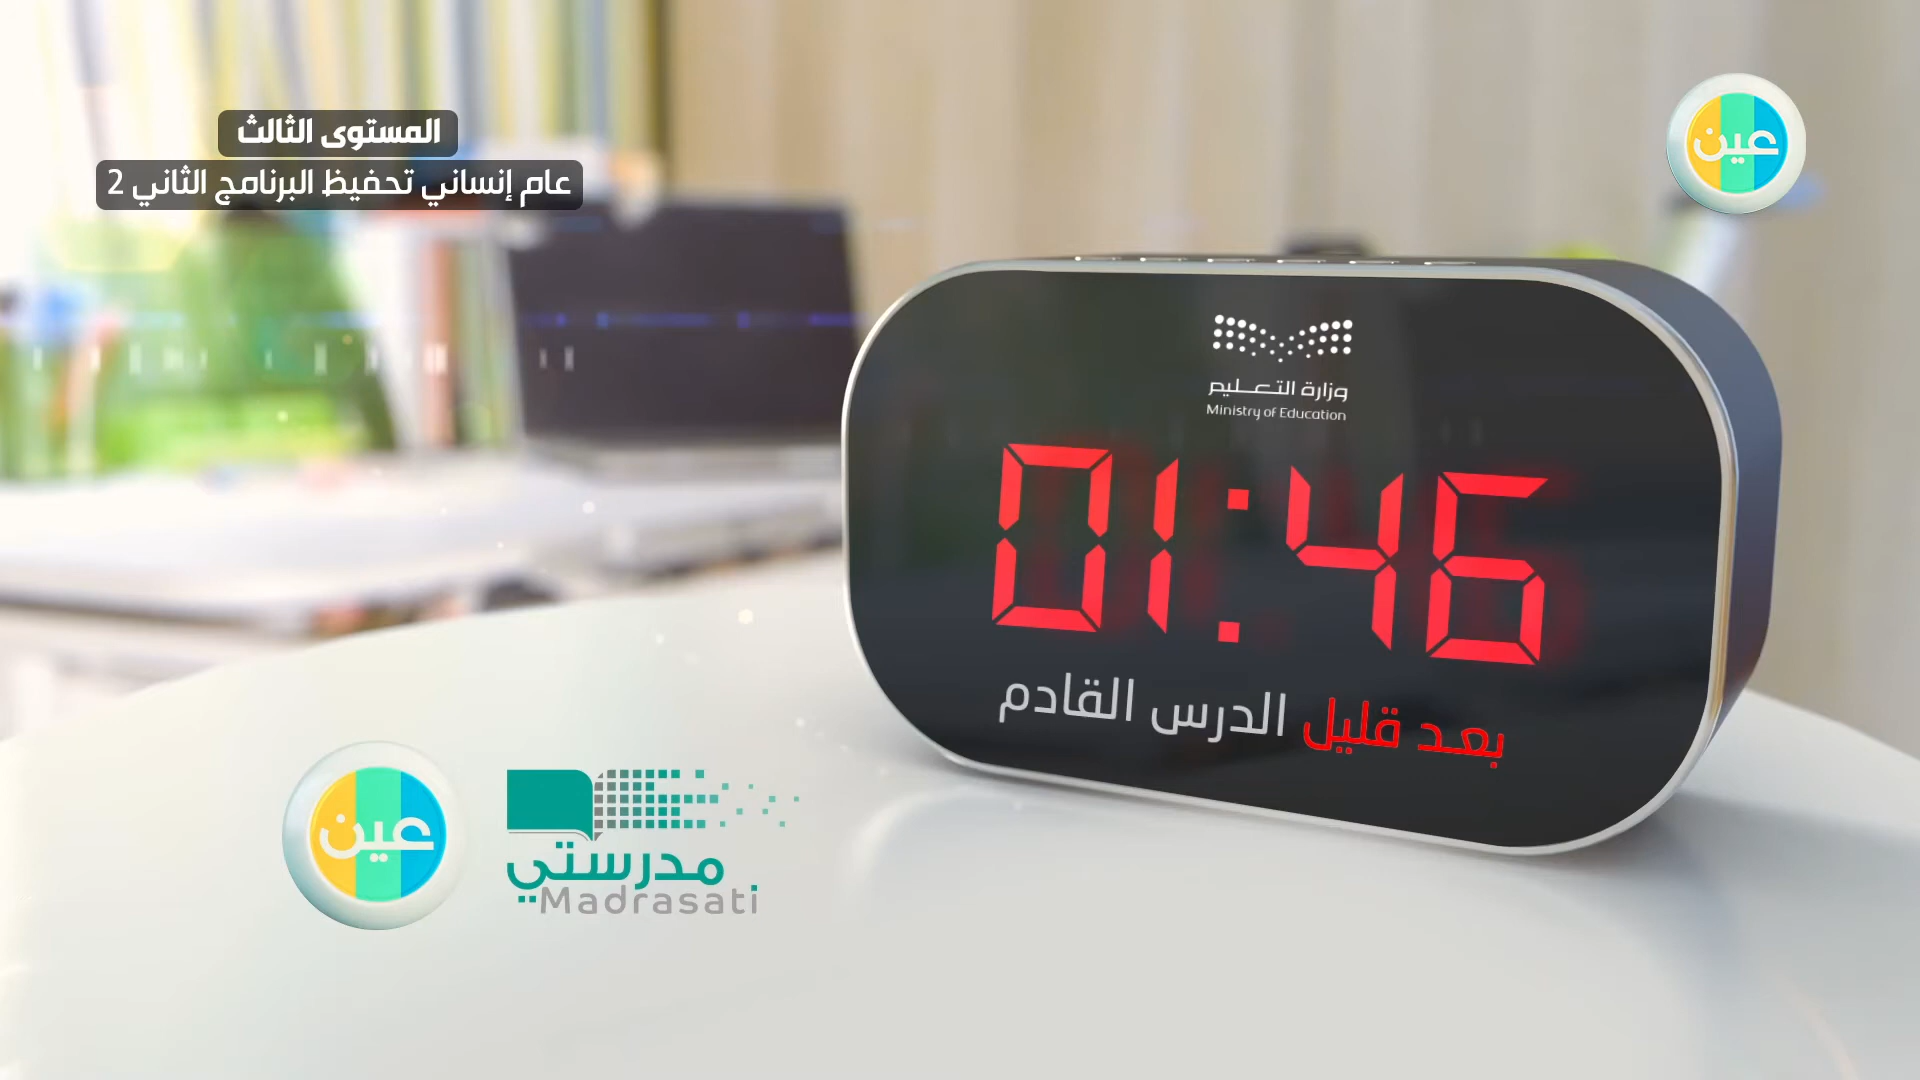 المستوى الثالث
عام إنساني تحفيظ البرنامج الثاني 2
عين
وزارة التعليم
Ministry of Education
01:46
بعد قليل الدرس القادم
عين
مدرستي
Madrasati